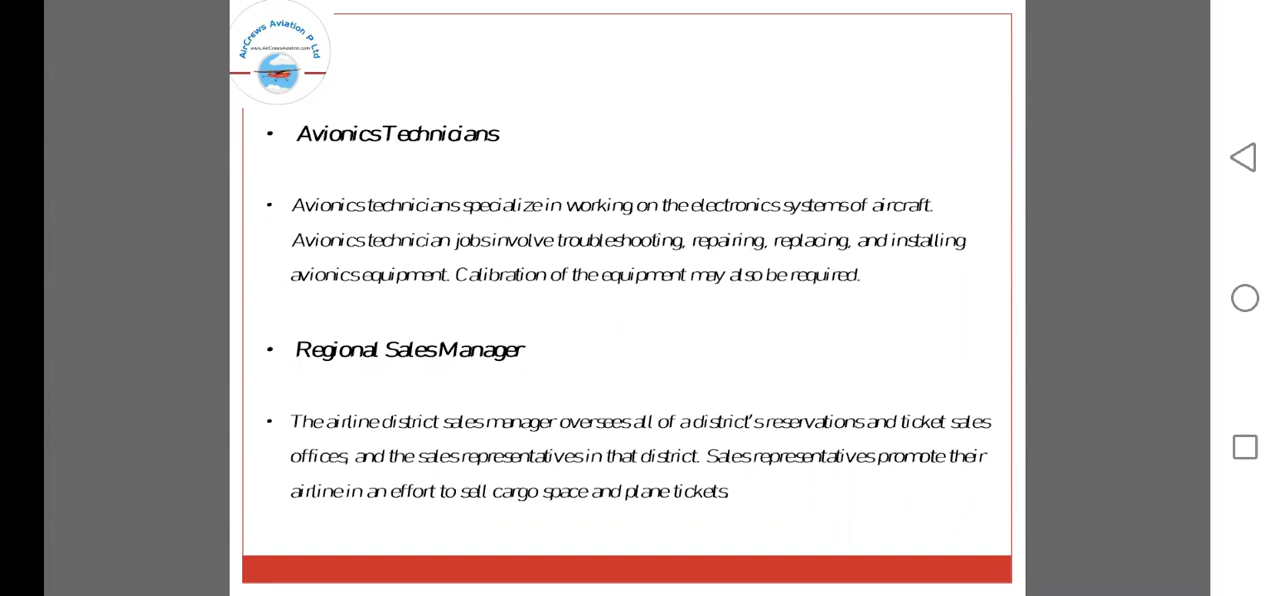 AirCrews Aviation P Ltd
www.AirCrewsAviation.com
• Avionics Technicians
• Avionics technicians specialize in working on the electronics systems of aircraft.
Avionics technician jobs involve troubleshooting, repairing, replacing, and installing
avionics equipment. Calibration of the equipment may also be required.
• Regional Sales Manager
• The airline district sales manager oversees all of a district's reservations and ticket sales
offices, and the sales representatives in that district. Sales representatives promote their
airline in an effort to sell cargo space and plane tickets.